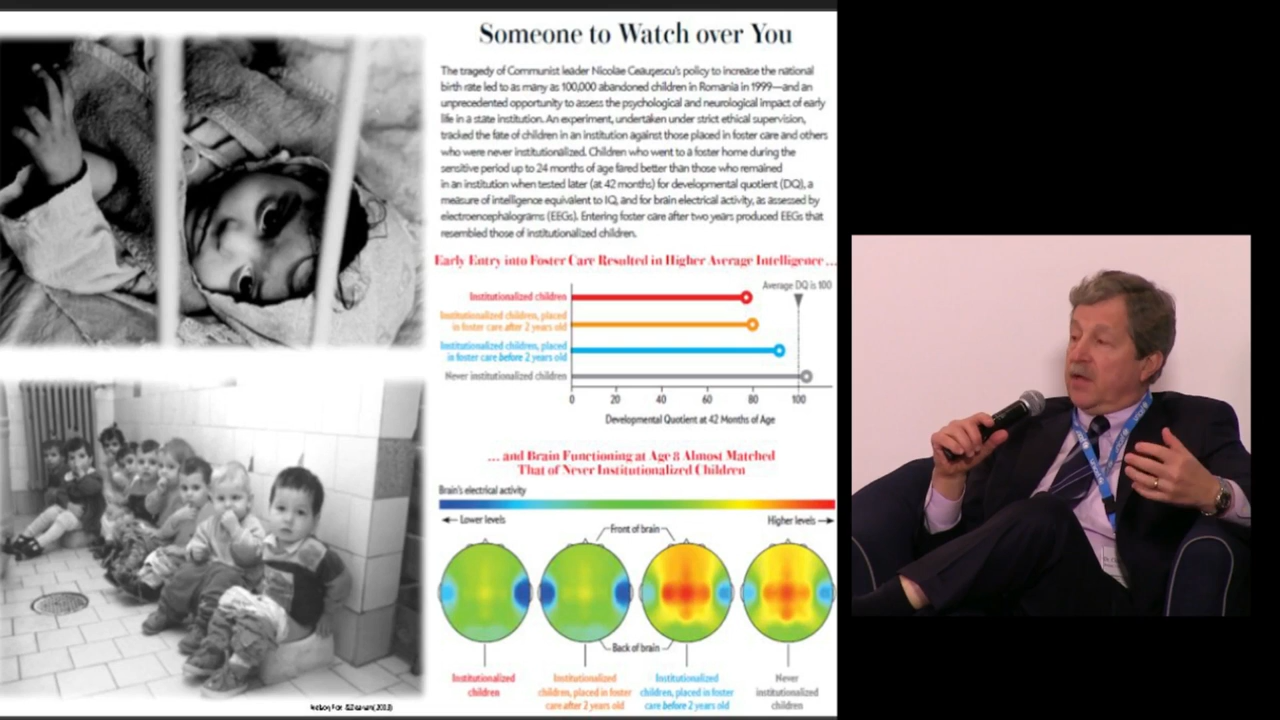 Someone to Watch over You
The tragedy of Communist leader Nicolae Ceauşescu's policy to increase the national
birth rate led to as many as 100,000 abandoned children in Romania in 1999—and an
unprecedented opportunity to assess the psychological and neurological impact of early
life in a state institution. An experiment, undertaken under strict ethical supervision,
tracked the fate of children in an institution against those placed in foster care and others
who were never institutionalized. Children who went to a foster home during the
sensitive period up to 24 months of age fared better than those who remained
in an institution when tested later (at 42 months) for developmental quotient (DQ), a
measure of intelligence equivalent to IQ, and for brain electrical activity, as assessed by
electroencephalograms (EEGs). Entering foster care after two years produced EEGs that
resembled those of institutionalized children.
Early Entry into Foster Care Resulted in Higher Average Intelligence ...
Average DQ is 100
Institutionalized children
Institutionalized children, placed
in foster care after 2 years old
Institutionalized children, placed
in foster care before 2 years old
Never institutionalized children
0 20 40 60 80 100
Developmental Quotient at 42 Months of Age
... and Brain Functioning at Age 8 Almost Matched
That of Never Institutionalized Children
Brain's electrical activity
Lower levels
Higher levels
Front of brain
Back of brain
Institutionalized
children
Institutionalized
children, placed in foster
care after 2 years old
Institutionalized
children, placed in foster
care before 2 years old
Never
institutionalized
children